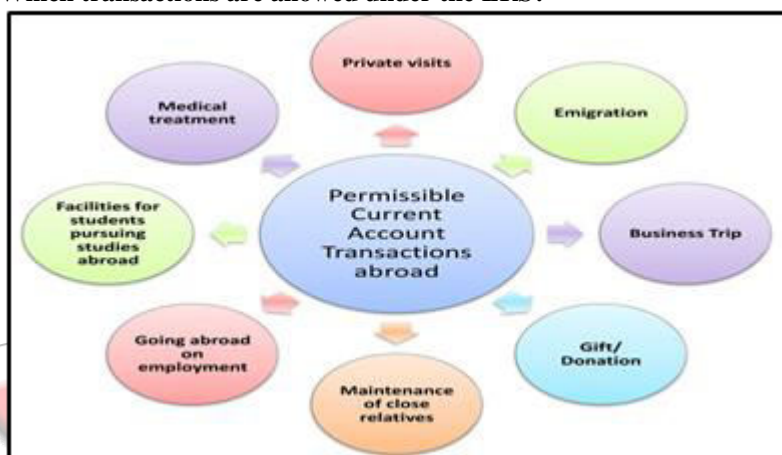 Which transactions are allowed under the LRS?
Private visits
Emigration
Business Trip
Gift/
Donation
Maintenance
of close
relatives
Going abroad
on
employment
Facilities for
students
pursuing
studies
abroad
Medical
treatment
Permissible
Current
Account
Transactions
abroad